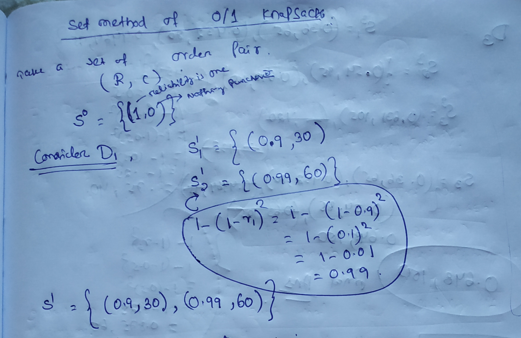 Set method of 0/1 Knapsacks.
make a set of order pair.
(R, c) reliability is one
S⁰ = {(1,0)} → nothing purchased
Consider D₁, S¹₁ = {(0.9, 30)
S¹₂ = {(0.99, 60)}
1-(1-r₁)² = 1 - (1-0.9)²
= 1-(0.1)²
= 1-0.01
= 0.99.
S¹ = {(0.9, 30), (0.99, 60)}